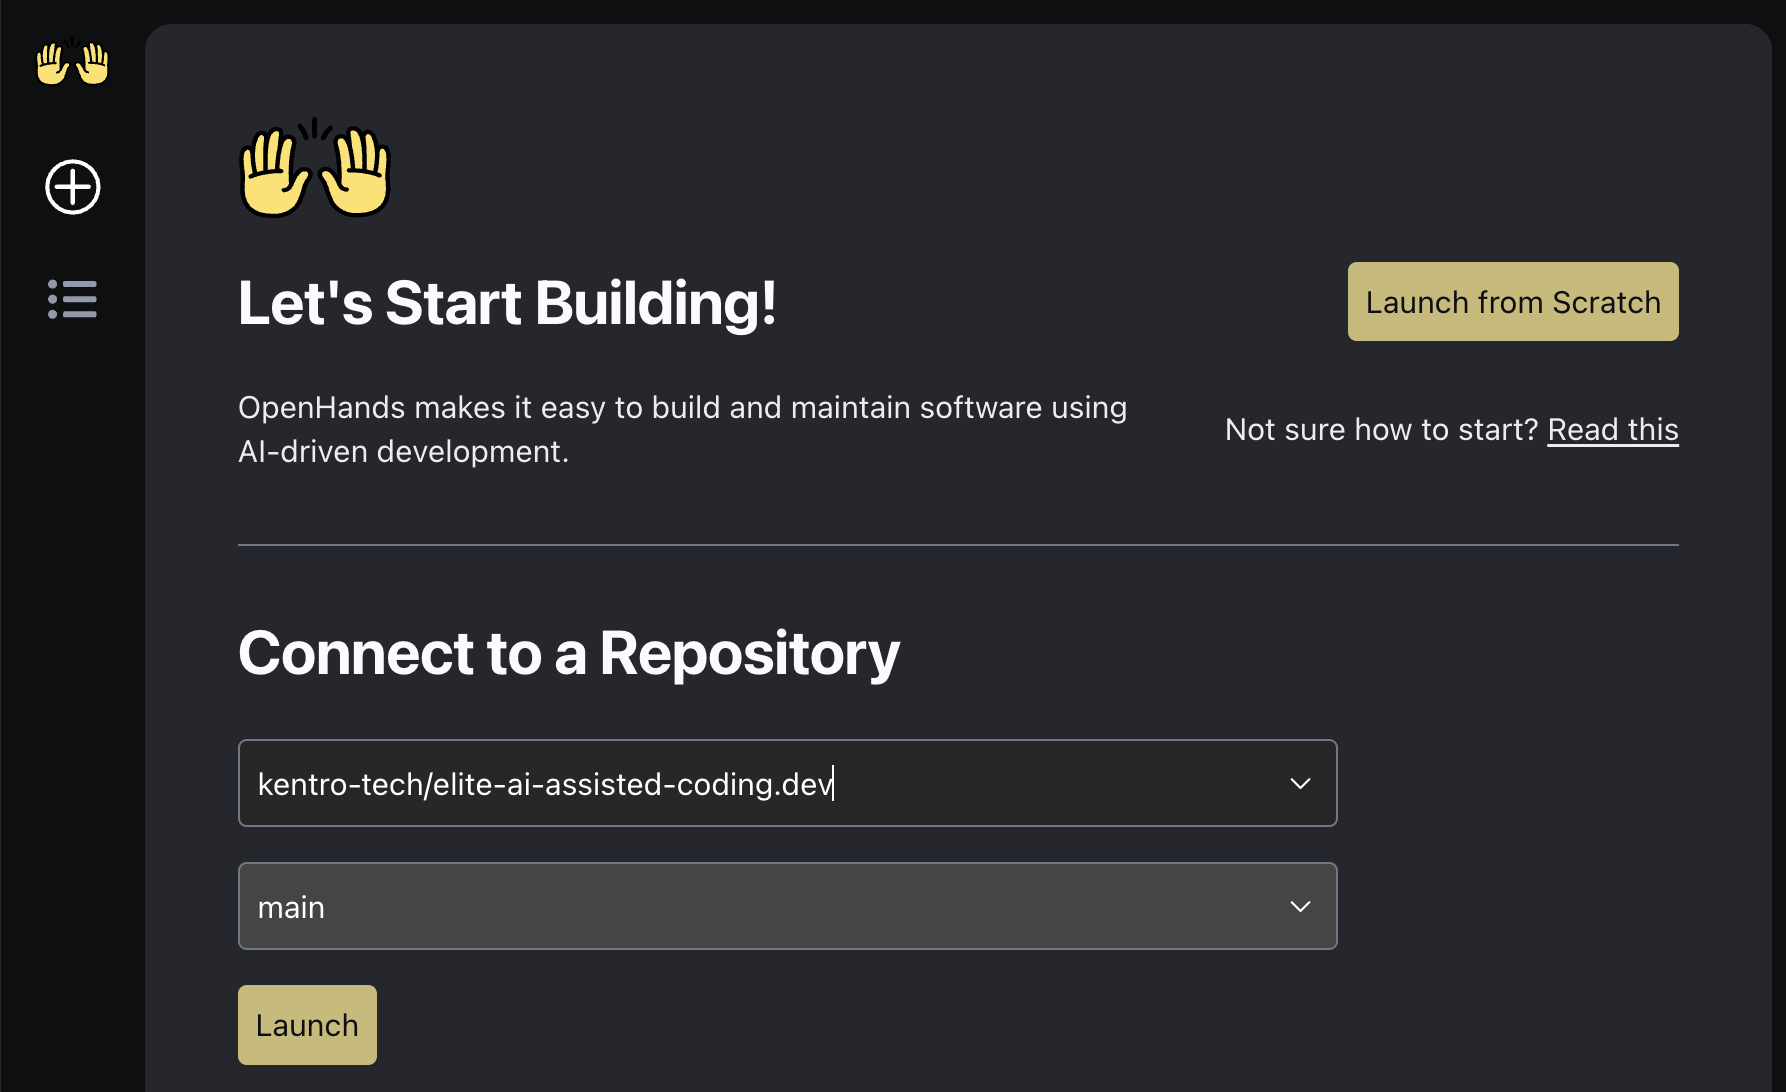 Let's Start Building!
Launch from Scratch
OpenHands makes it easy to build and maintain software using
AI-driven development.
Not sure how to start? Read this
Connect to a Repository
kentro-tech/elite-ai-assisted-coding.dev
main
Launch